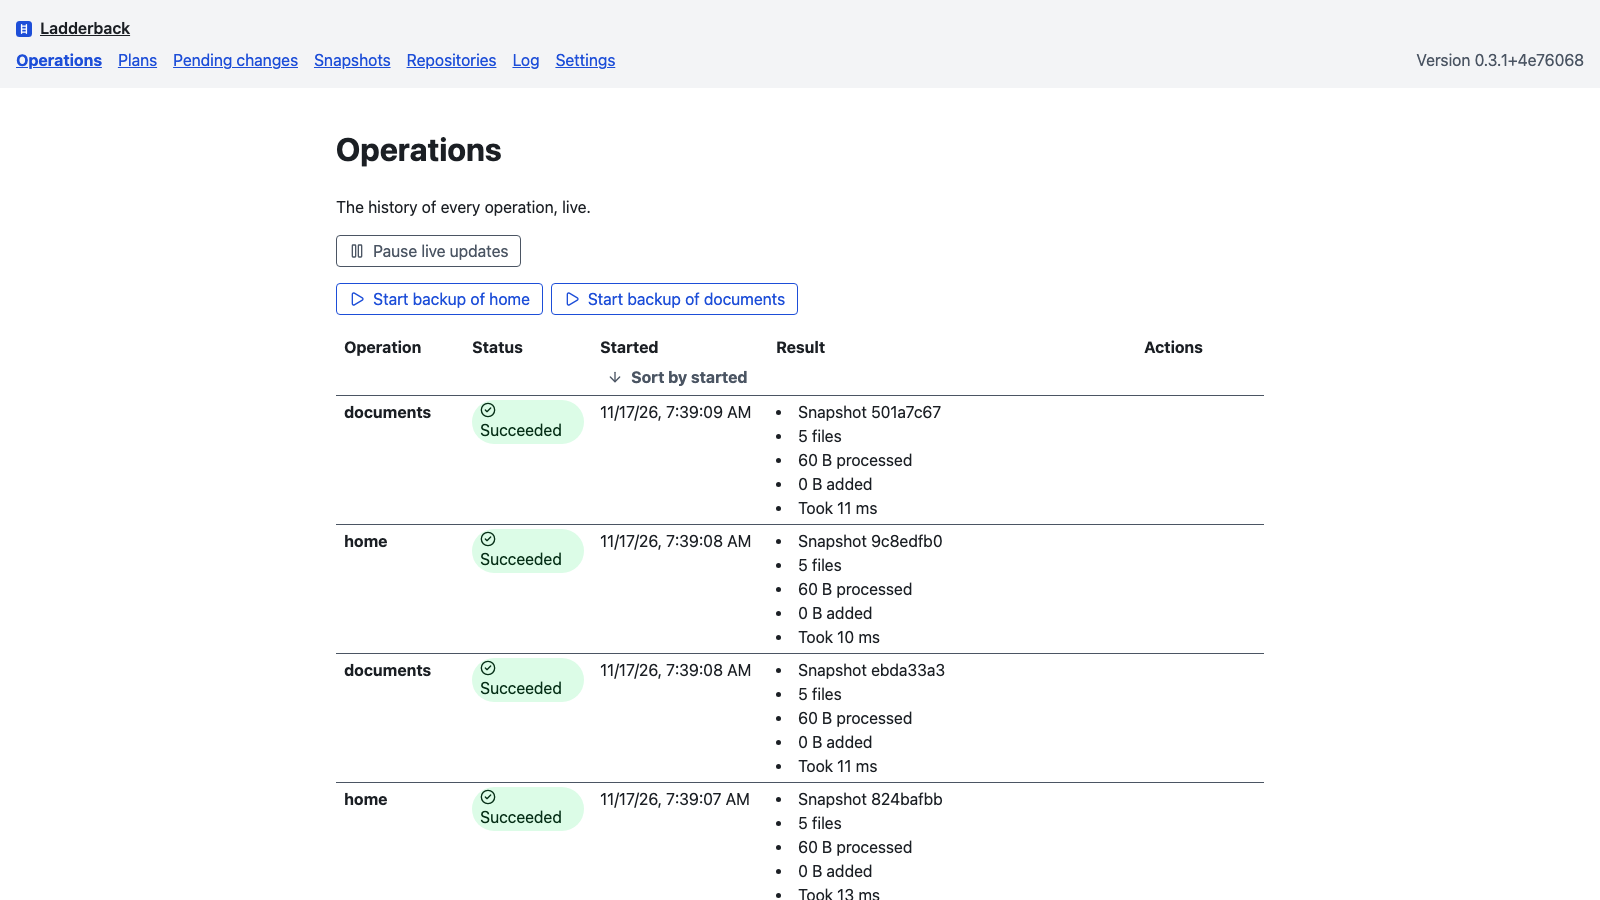 Ladderback
Operations Plans Pending changes Snapshots Repositories Log Settings Version 0.3.1+4e76068
Operations
The history of every operation, live.
Pause live updates
Start backup of home Start backup of documents
Operation Status Started Result Actions
Sort by started
documents Succeeded 11/17/26, 7:39:09 AM
• Snapshot 501a7c67
• 5 files
• 60 B processed
• 0 B added
• Took 11 ms
home Succeeded 11/17/26, 7:39:08 AM
• Snapshot 9c8edfb0
• 5 files
• 60 B processed
• 0 B added
• Took 10 ms
documents Succeeded 11/17/26, 7:39:08 AM
• Snapshot ebda33a3
• 5 files
• 60 B processed
• 0 B added
• Took 11 ms
home Succeeded 11/17/26, 7:39:07 AM
• Snapshot 824bafbb
• 5 files
• 60 B processed
• 0 B added
• Took 13 ms